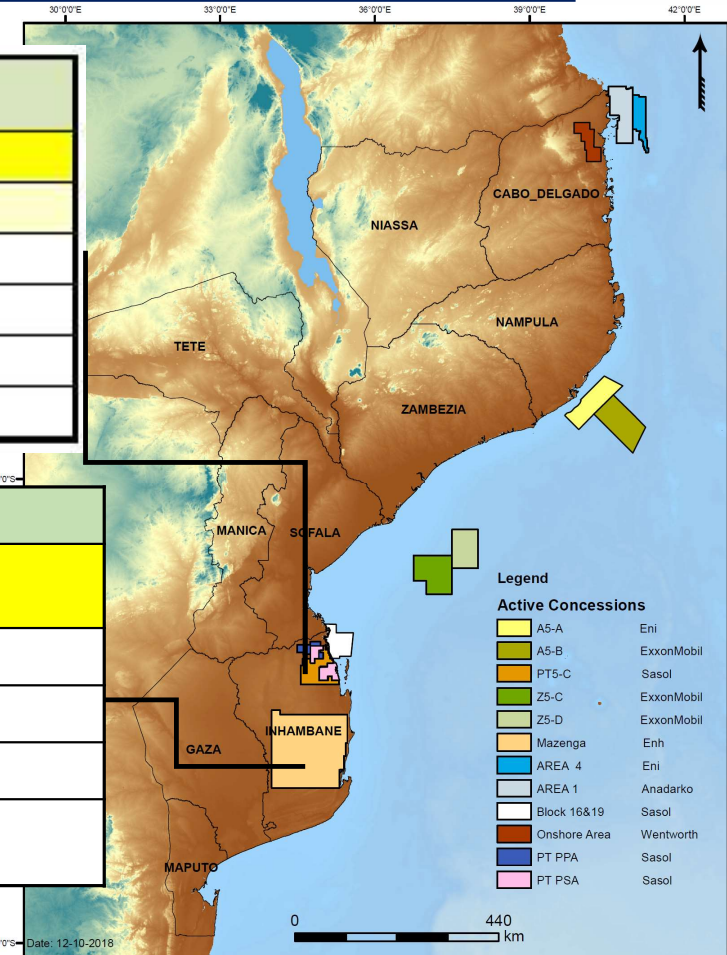 30°0'0"E 33°0'0"E 36°0'0"E 39°0'0"E 42°0'0"E
CABO_DELGADO
NIASSA
NAMPULA
TETE
ZAMBEZIA
0"S
MANICA
SOFALA
INHAMBANE
GAZA
MAPUTO
Legend
Active Concessions
A5-A Eni
A5-B ExxonMobil
PT5-C Sasol
Z5-C ExxonMobil
Z5-D ExxonMobil
Mazenga Enh
AREA 4 Eni
AREA 1 Anadarko
Block 16&19 Sasol
Onshore Area Wentworth
PT PPA Sasol
PT PSA Sasol
0 440
km
0"S
Date: 12-10-2018